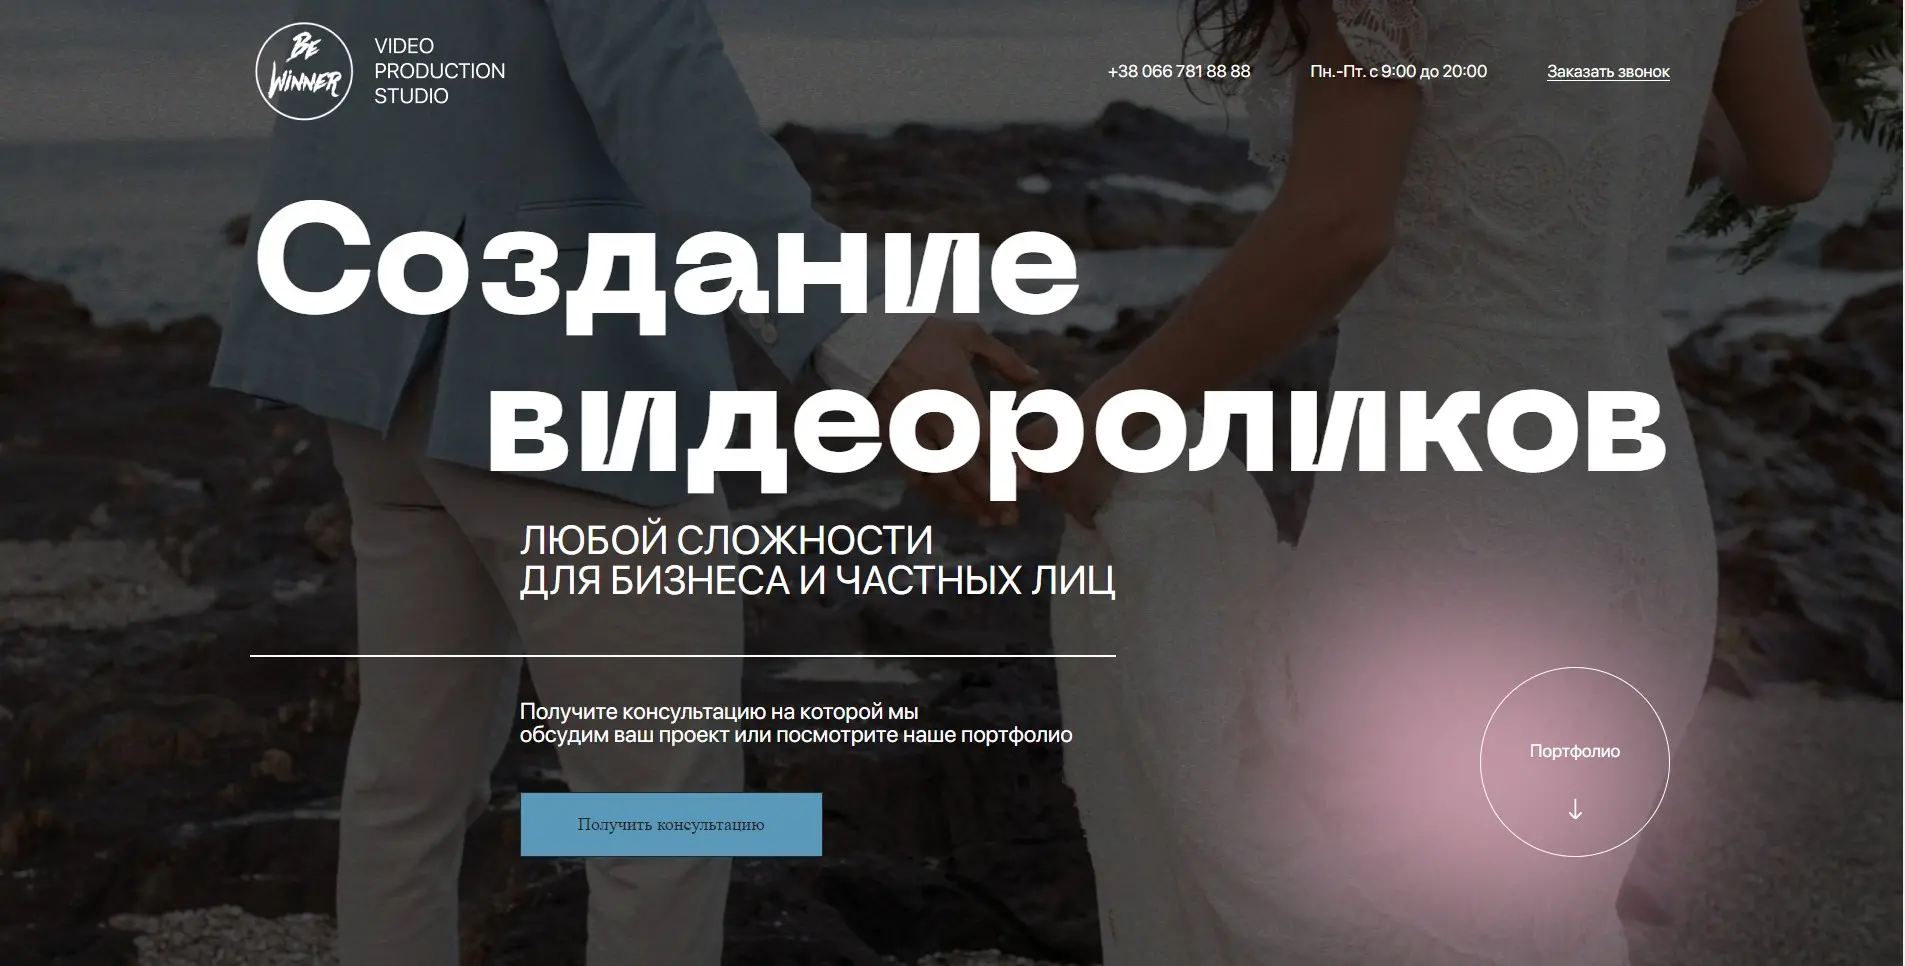 BE
WINNER
VIDEO
PRODUCTION
STUDIO
+38 066 781 88 88
Пн.-Пт. с 9:00 до 20:00
Заказать звонок
Создание
видеороликов
ЛЮБОЙ СЛОЖНОСТИ
ДЛЯ БИЗНЕСА И ЧАСТНЫХ ЛИЦ
Получите консультацию на которой мы
обсудим ваш проект или посмотрите наше портфолио
Получить консультацию
Портфолио